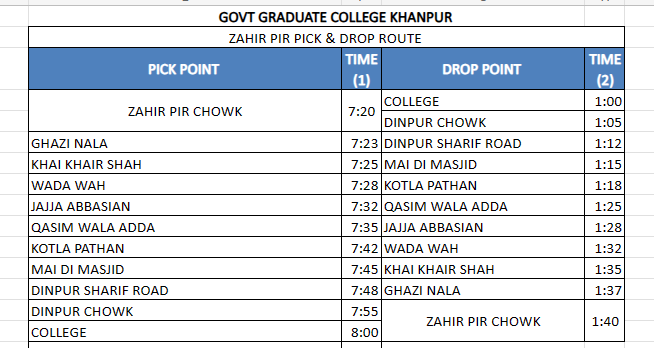 GOVT GRADUATE COLLEGE KHANPUR
ZAHIR PIR PICK & DROP ROUTE
PICK POINT TIME (1) DROP POINT TIME (2)
ZAHIR PIR CHOWK 7:20 COLLEGE 1:00
DINPUR CHOWK 1:05
GHAZI NALA 7:23 DINPUR SHARIF ROAD 1:12
KHAI KHAIR SHAH 7:25 MAI DI MASJID 1:15
WADA WAH 7:28 KOTLA PATHAN 1:18
JAJJA ABBASIAN 7:32 QASIM WALA ADDA 1:25
QASIM WALA ADDA 7:35 JAJJA ABBASIAN 1:28
KOTLA PATHAN 7:42 WADA WAH 1:32
MAI DI MASJID 7:45 KHAI KHAIR SHAH 1:35
DINPUR SHARIF ROAD 7:48 GHAZI NALA 1:37
DINPUR CHOWK 7:55 ZAHIR PIR CHOWK 1:40
COLLEGE 8:00